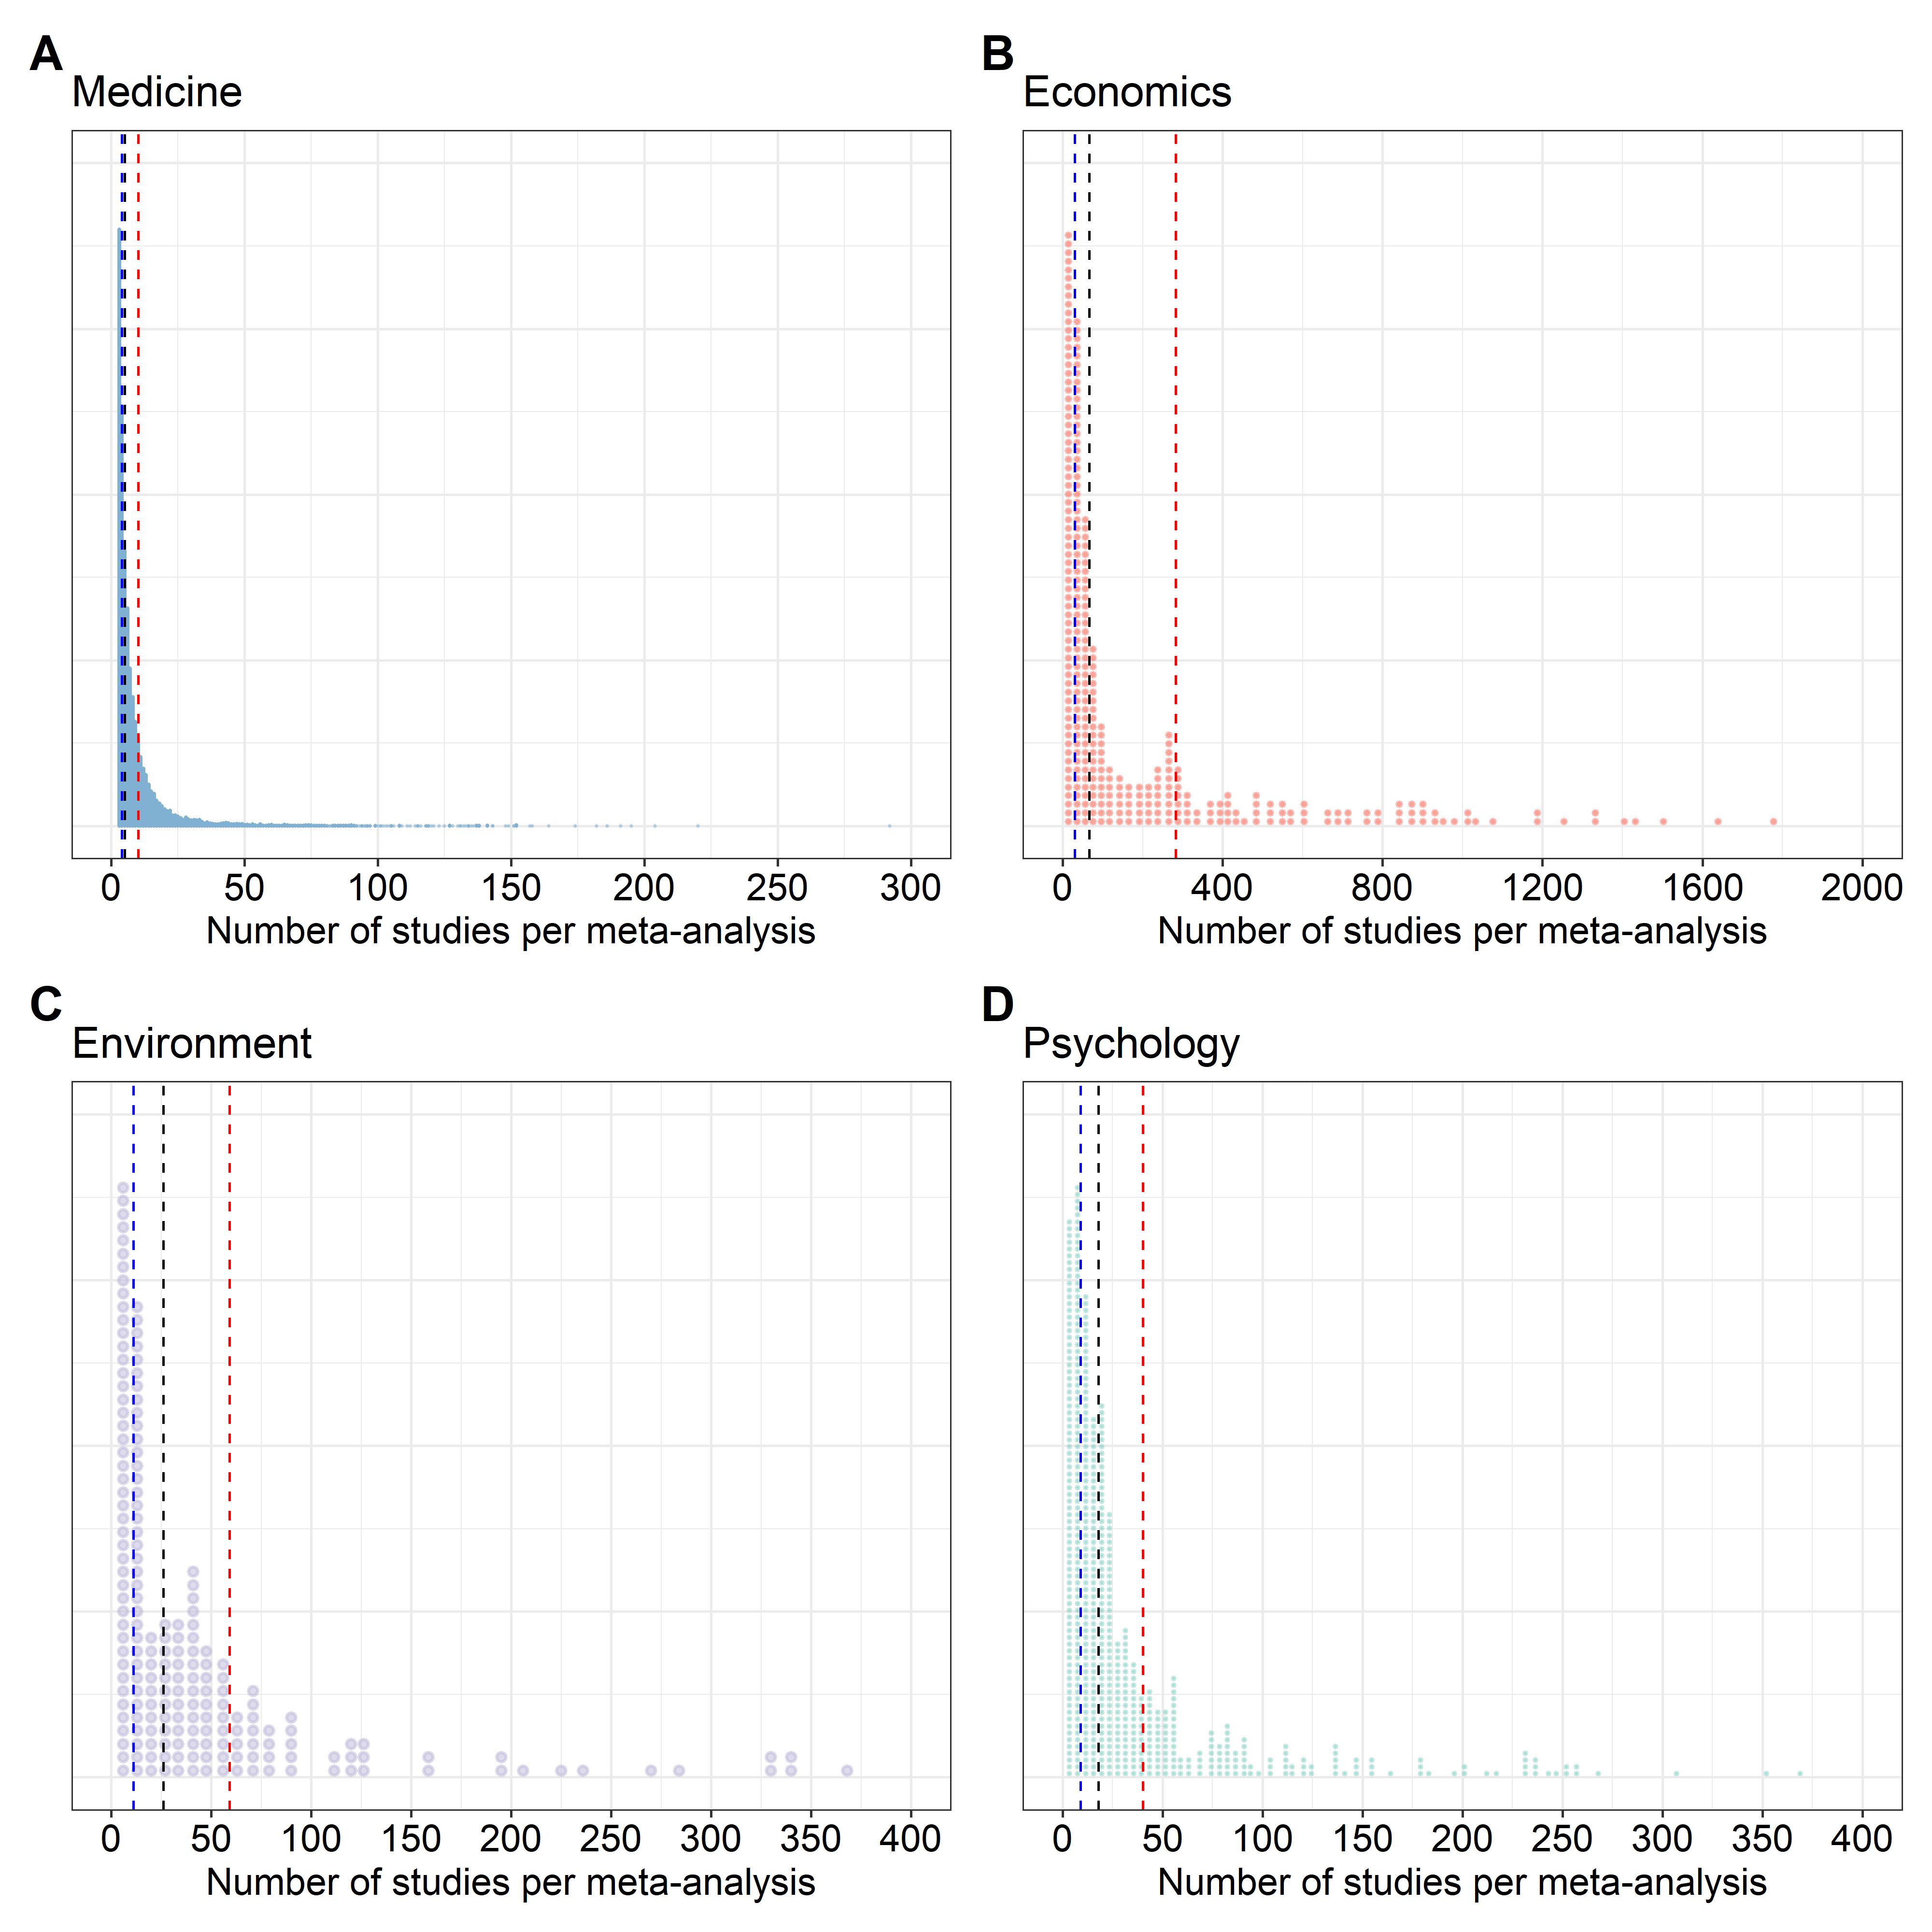 A
Medicine
0 50 100 150 200 250 300
Number of studies per meta-analysis
B
Economics
0 400 800 1200 1600 2000
Number of studies per meta-analysis
C
Environment
0 50 100 150 200 250 300 350 400
Number of studies per meta-analysis
D
Psychology
0 50 100 150 200 250 300 350 400
Number of studies per meta-analysis